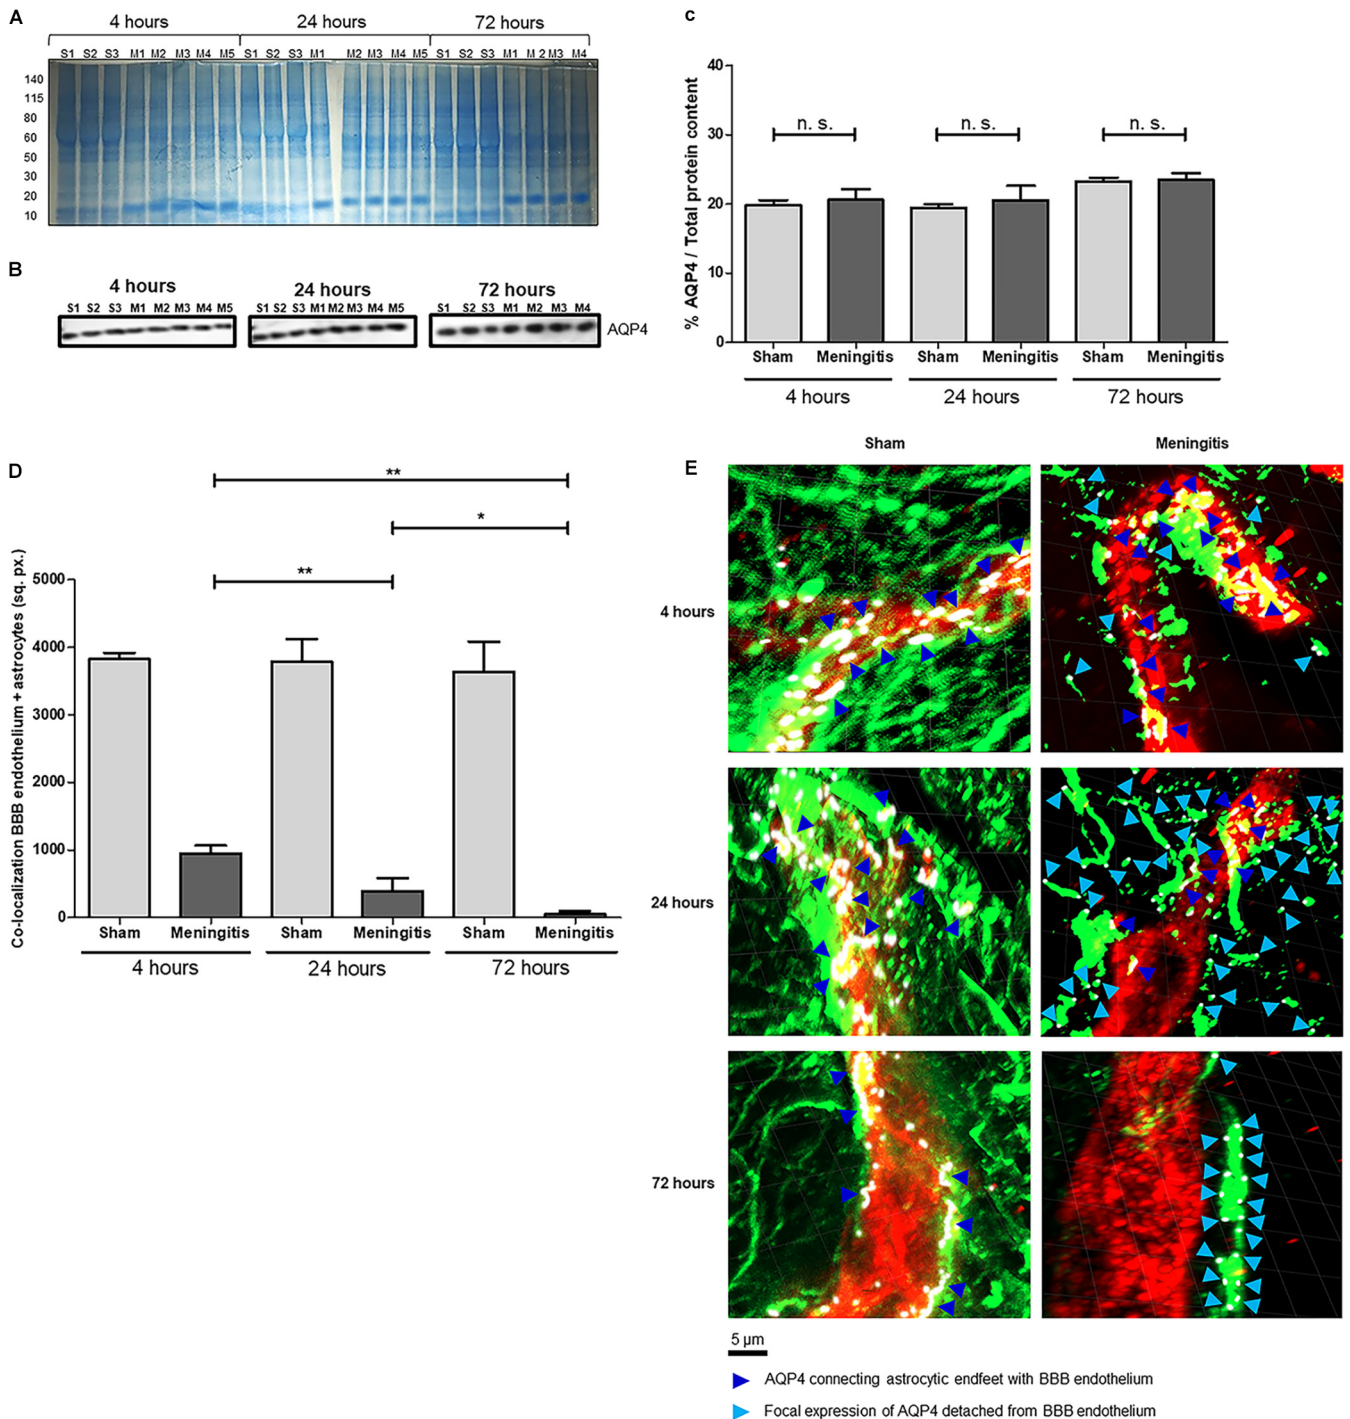 A
4 hours
24 hours
72 hours
S1 S2 S3 M1 M2 M3 M4 M5 S1 S2 S3 M1 M2 M3 M4 M5 S1 S2 S3 M1 M 2 M3 M4
140
115
80
60
50
30
20
10
B
4 hours
24 hours
72 hours
S1 S2 S3 M1 M2 M3 M4 M5
S1 S2 S3 M1 M2 M3 M4 M5
S1 S2 S3 M1 M2 M3 M4
AQP4
c
% AQP4 / Total protein content
40
30
20
10
0
n. s.
n. s.
n. s.
Sham Meningitis Sham Meningitis Sham Meningitis
4 hours
24 hours
72 hours
D
Co-localization BBB endothelium + astrocytes (sq. px.)
**
*
**
5000
4000
3000
2000
1000
0
Sham Meningitis Sham Meningitis Sham Meningitis
4 hours
24 hours
72 hours
E
Sham
Meningitis
4 hours
24 hours
72 hours
5 µm
AQP4 connecting astrocytic endfeet with BBB endothelium
Focal expression of AQP4 detached from BBB endothelium